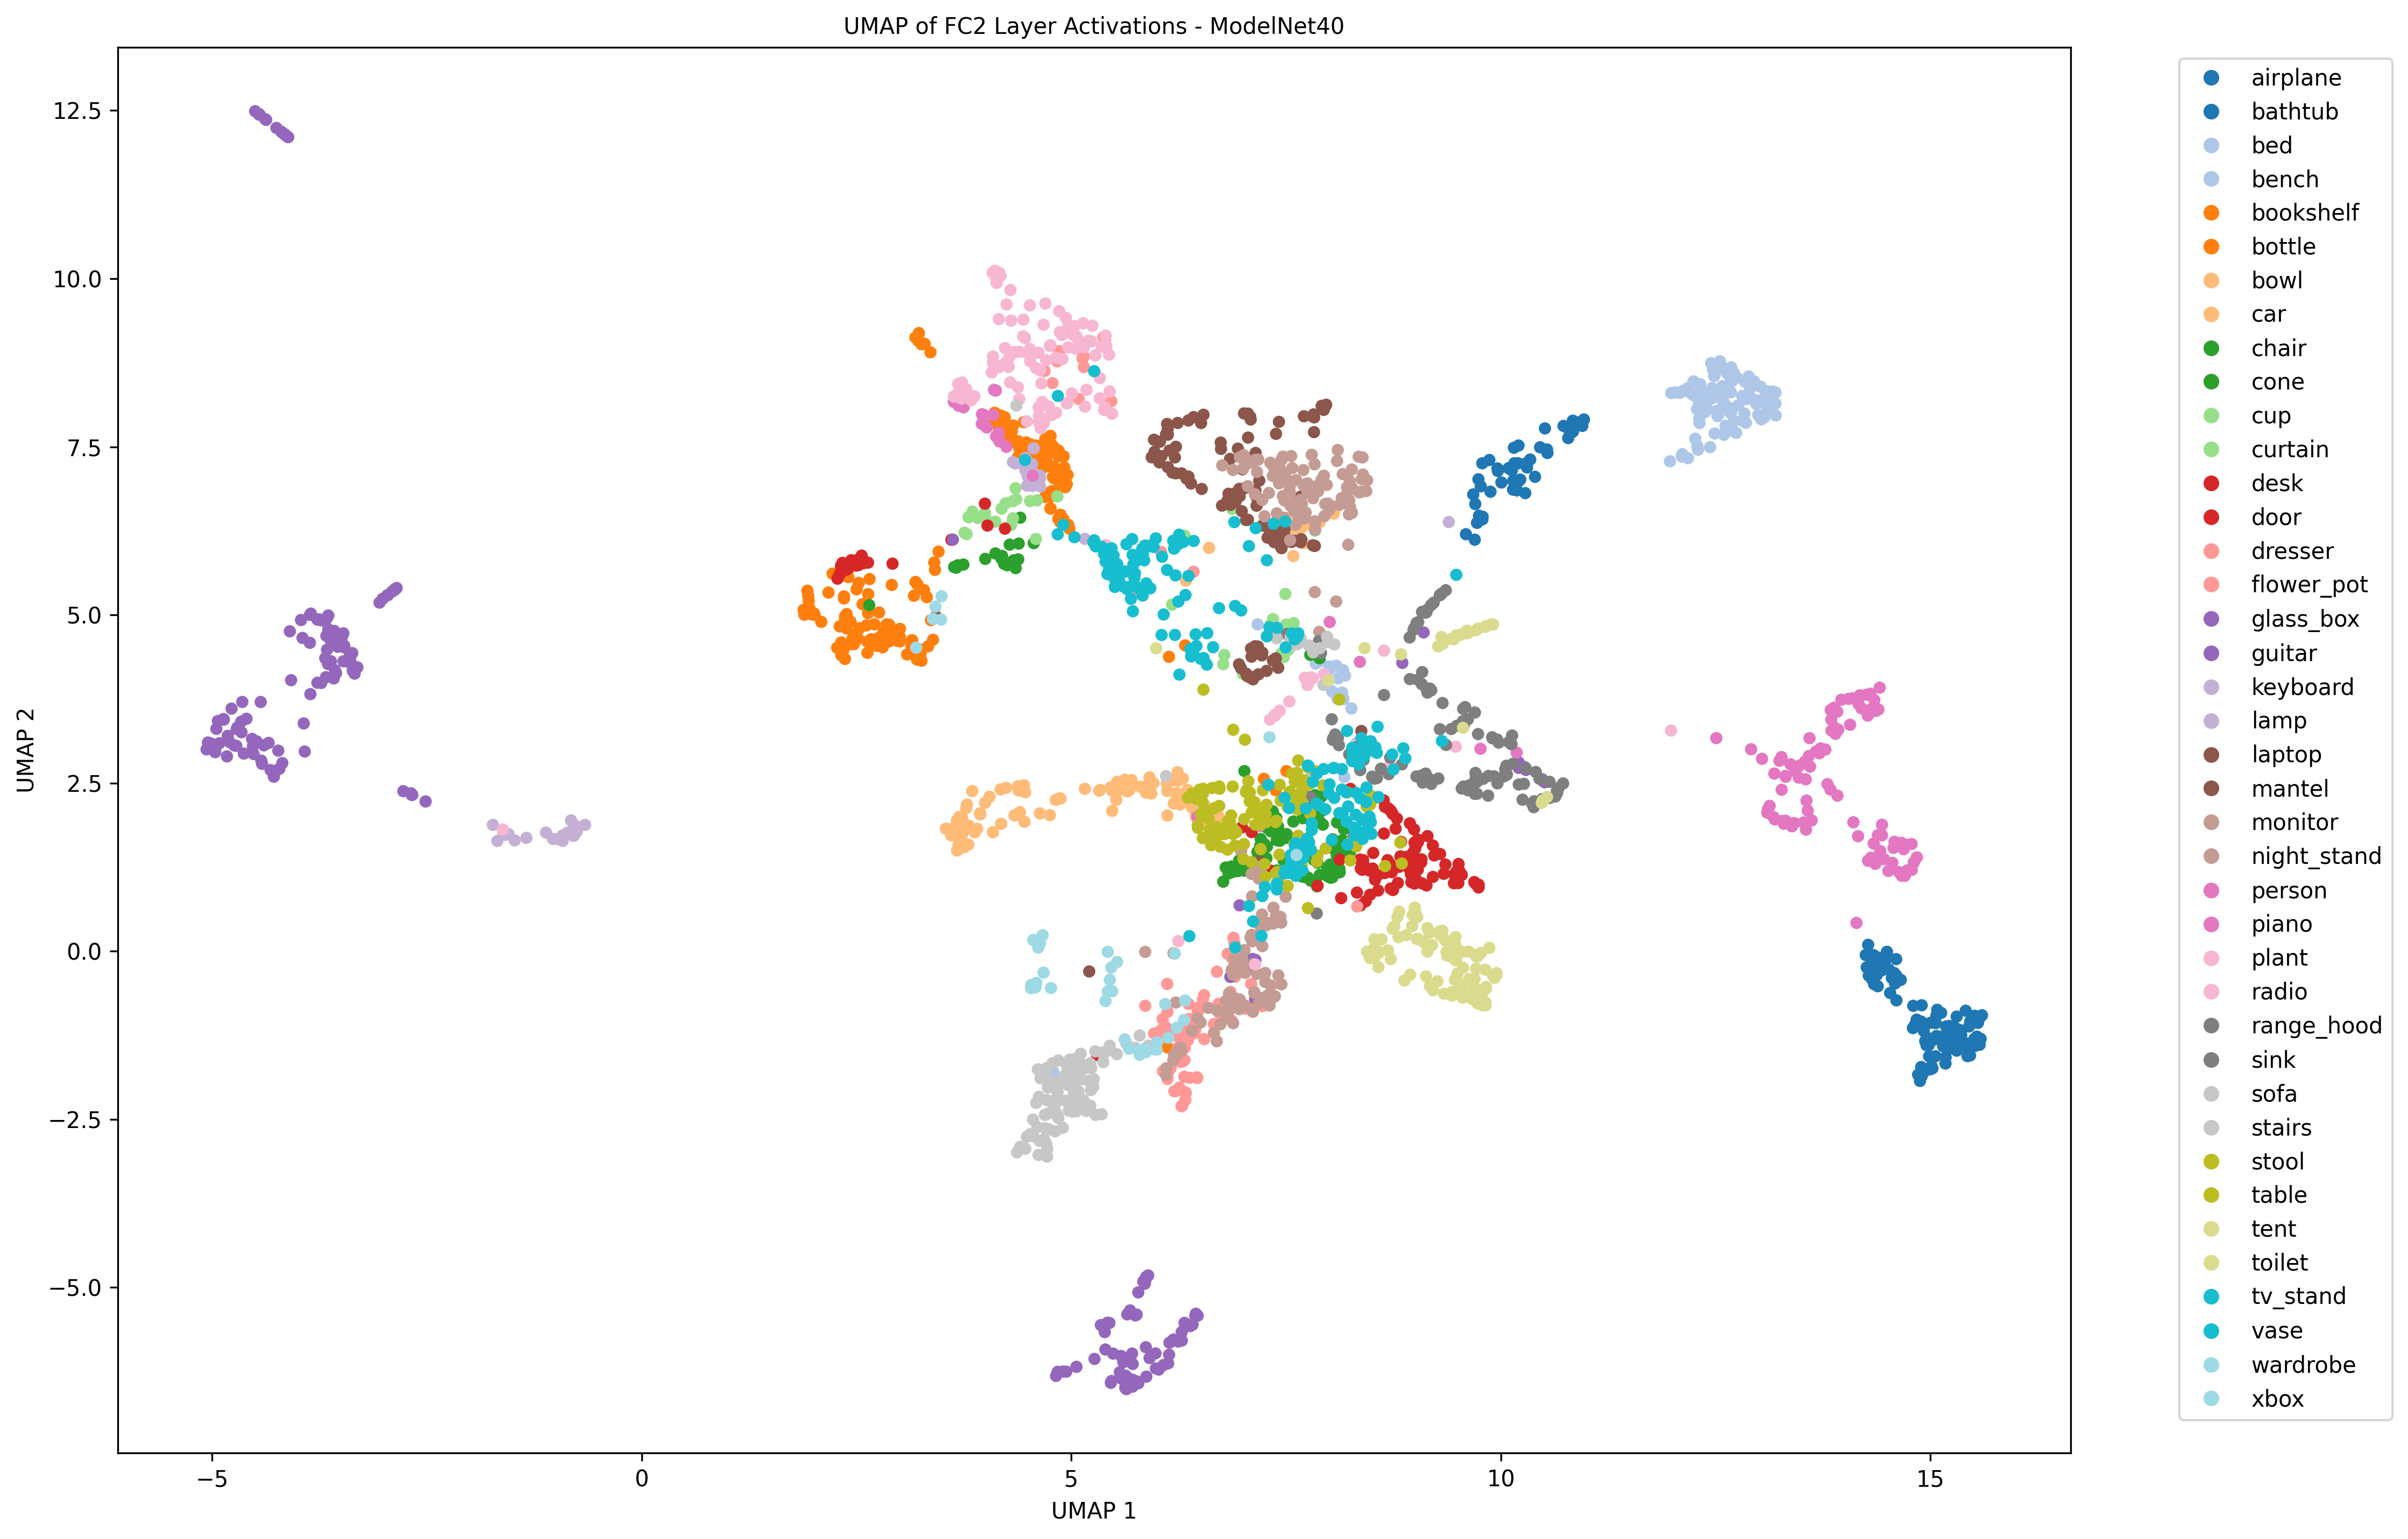 UMAP of FC2 Layer Activations - ModelNet40
UMAP 2
12.5
10.0
7.5
5.0
2.5
0.0
−2.5
−5.0
−5
0
5
10
15
UMAP 1
airplane
bathtub
bed
bench
bookshelf
bottle
bowl
car
chair
cone
cup
curtain
desk
door
dresser
flower_pot
glass_box
guitar
keyboard
lamp
laptop
mantel
monitor
night_stand
person
piano
plant
radio
range_hood
sink
sofa
stairs
stool
table
tent
toilet
tv_stand
vase
wardrobe
xbox